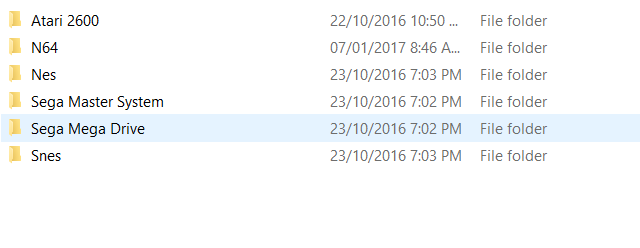 Atari 2600 22/10/2016 10:50 ... File folder
N64 07/01/2017 8:46 A... File folder
Nes 23/10/2016 7:03 PM File folder
Sega Master System 23/10/2016 7:02 PM File folder
Sega Mega Drive 23/10/2016 7:02 PM File folder
Snes 23/10/2016 7:03 PM File folder